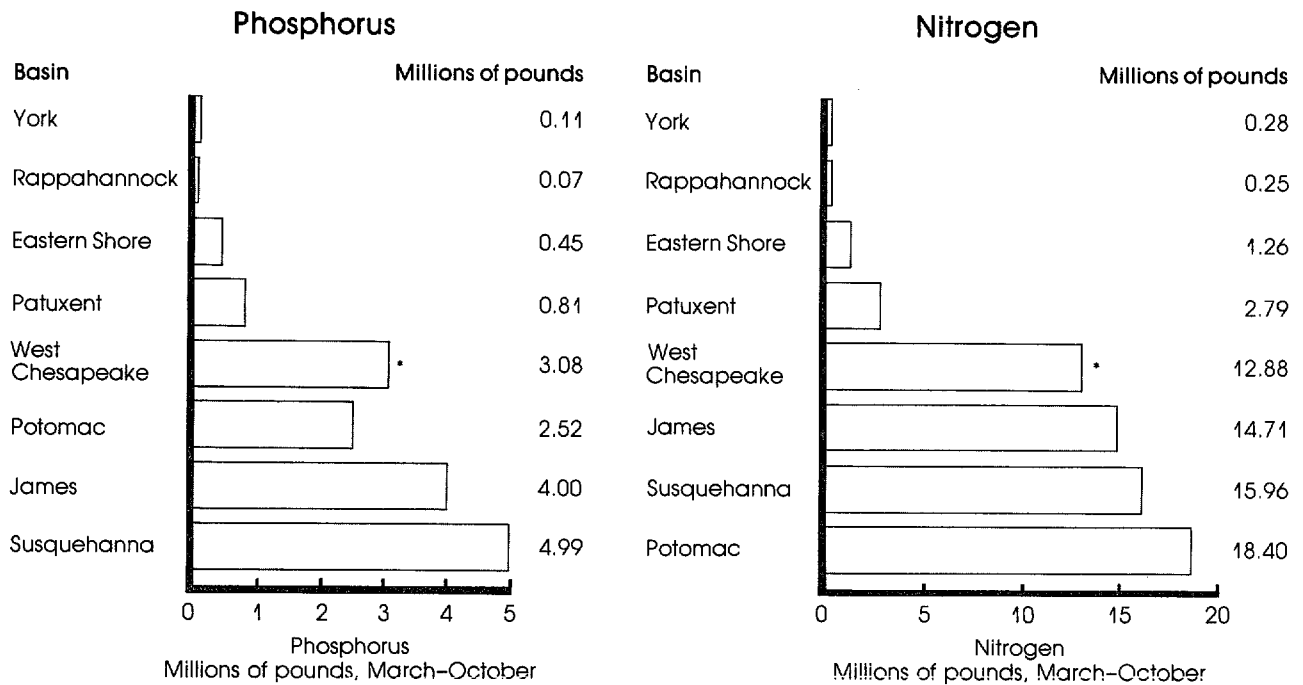 Phosphorus
Basin Millions of pounds
York 0.11
Rappahannock 0.07
Eastern Shore 0.45
Patuxent 0.81
West
Chesapeake * 3.08
Potomac 2.52
James 4.00
Susquehanna 4.99
0 1 2 3 4 5
Phosphorus
Millions of pounds, March–October
Nitrogen
Basin Millions of pounds
York 0.28
Rappahannock 0.25
Eastern Shore 1.26
Patuxent 2.79
West
Chesapeake * 12.88
James 14.71
Susquehanna 15.96
Potomac 18.40
0 5 10 15 20
Nitrogen
Millions of pounds, March–October